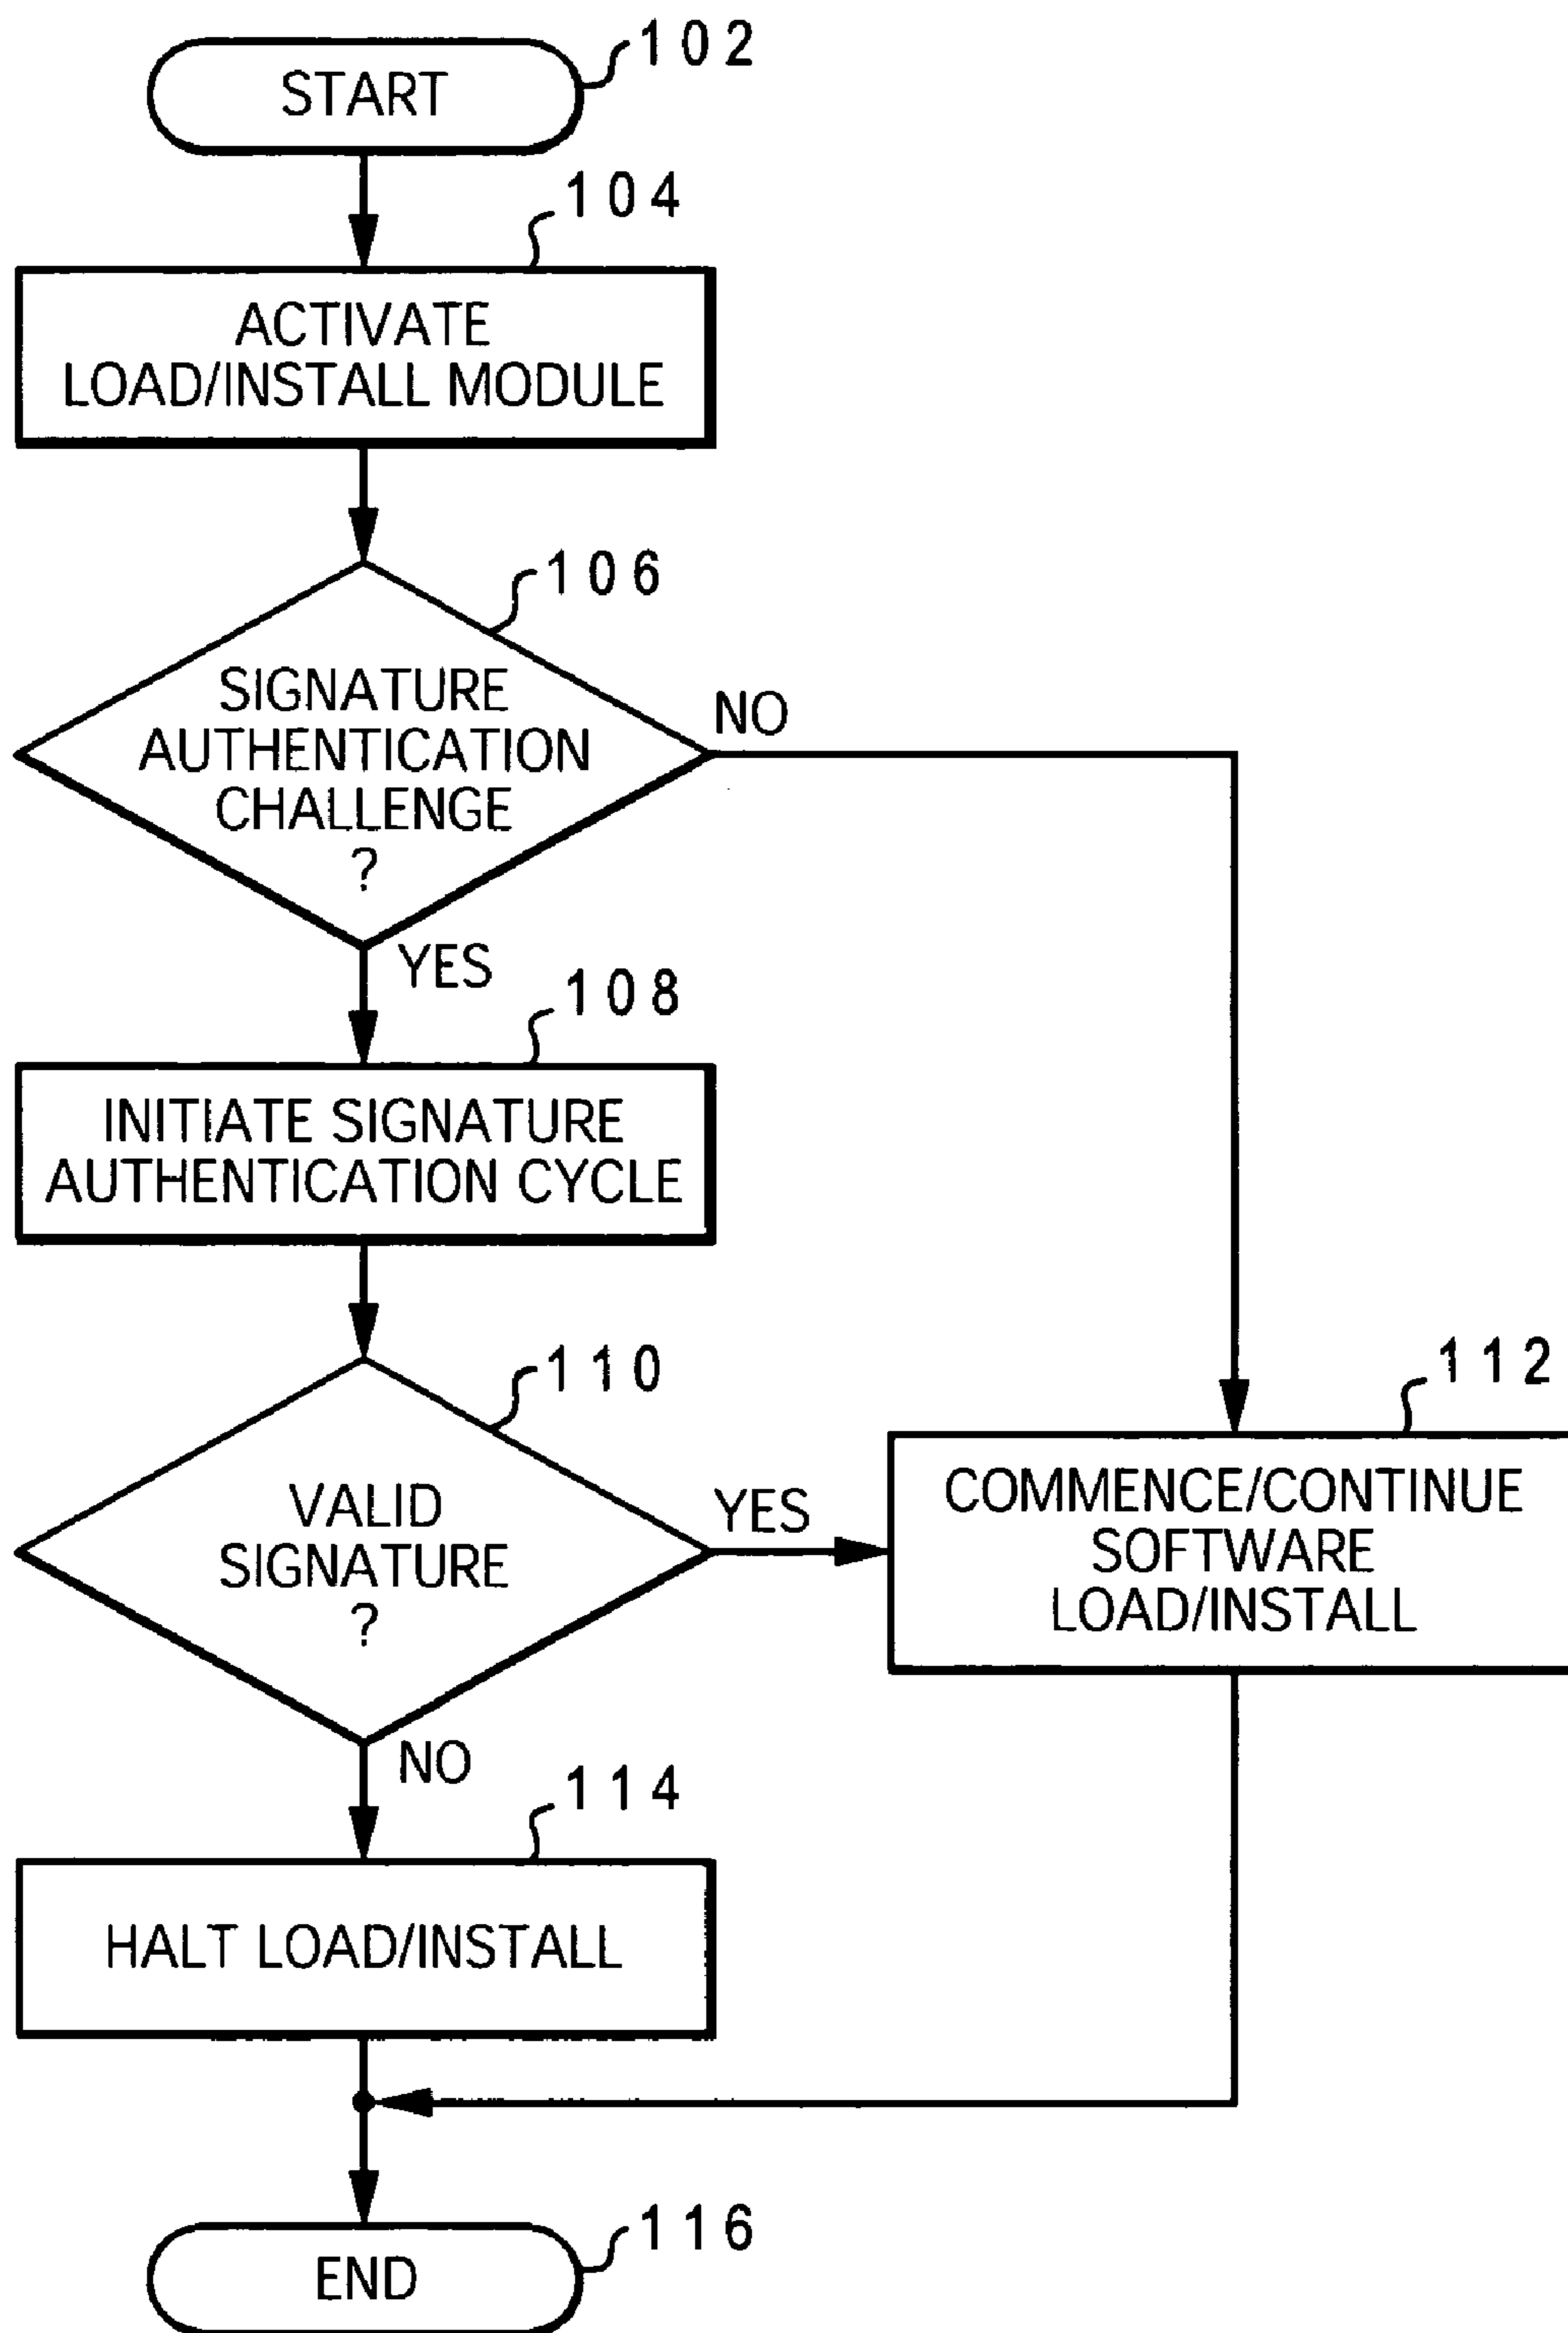 102
START
104
ACTIVATE
LOAD/INSTALL MODULE
106
SIGNATURE
AUTHENTICATION
CHALLENGE
?
NO
YES
108
INITIATE SIGNATURE
AUTHENTICATION CYCLE
110
VALID
SIGNATURE
?
YES
112
COMMENCE/CONTINUE
SOFTWARE
LOAD/INSTALL
NO
114
HALT LOAD/INSTALL
116
END